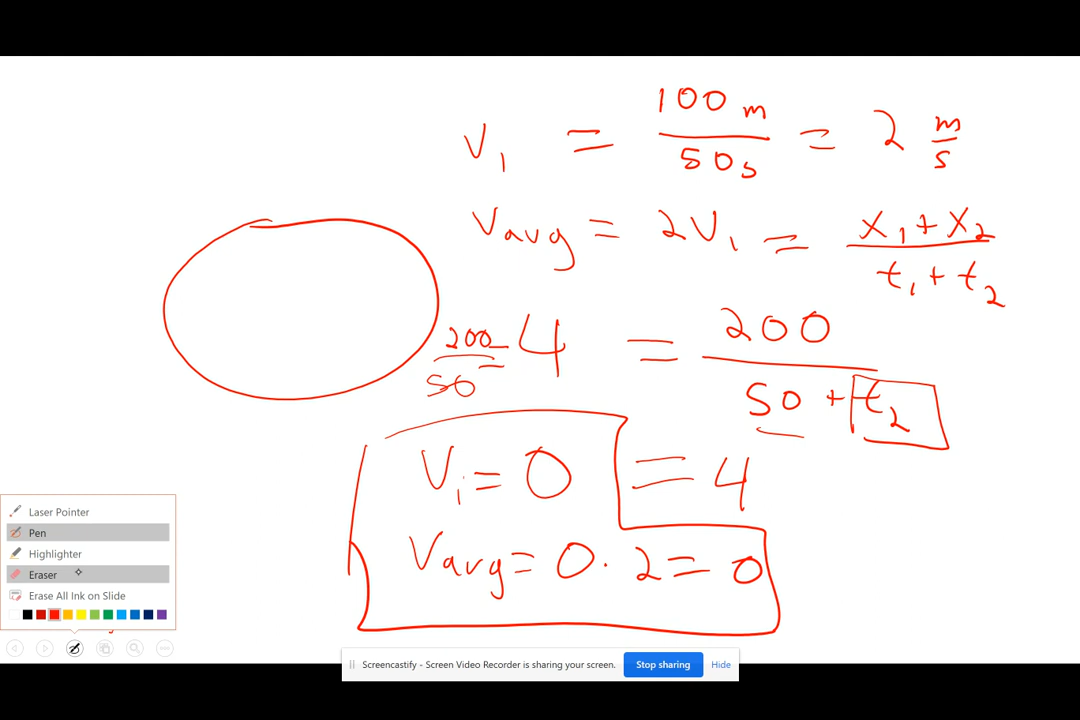 V₁ = 100 m / 50s = 2 m/s
Vavg = 2V₁ = x₁ + x₂ / t₁ + t₂
200 / 50 = 4 = 200 / 50 + t₂
V₁ = 0 = 4
Vavg = 0 · 2 = 0
Laser Pointer
Pen
Highlighter
Eraser
Erase All Ink on Slide
Screencastify - Screen Video Recorder is sharing your screen.
Stop sharing
Hide